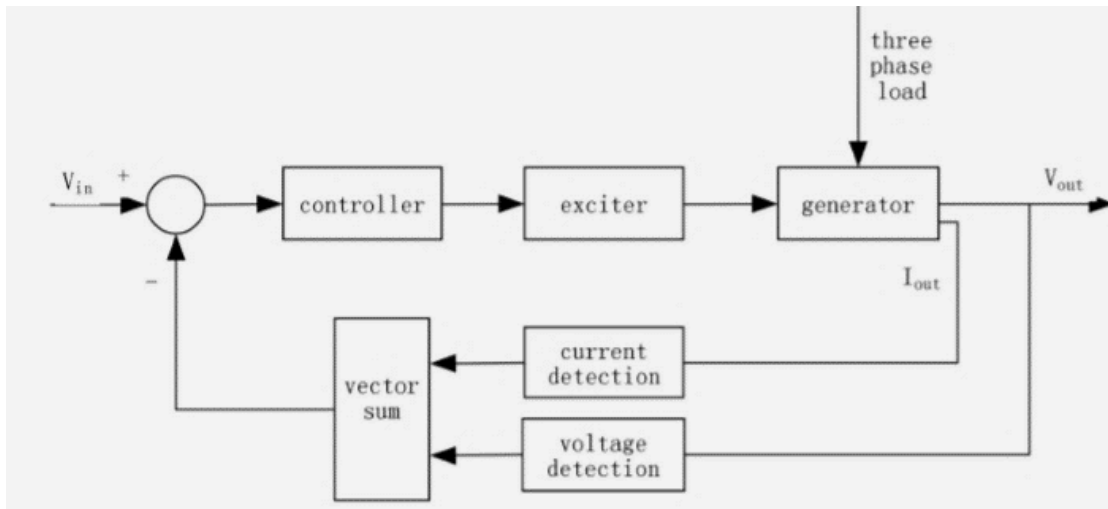 three
phase
load
V_in
+
controller
exciter
generator
V_out
-
I_out
current
detection
vector
sum
voltage
detection